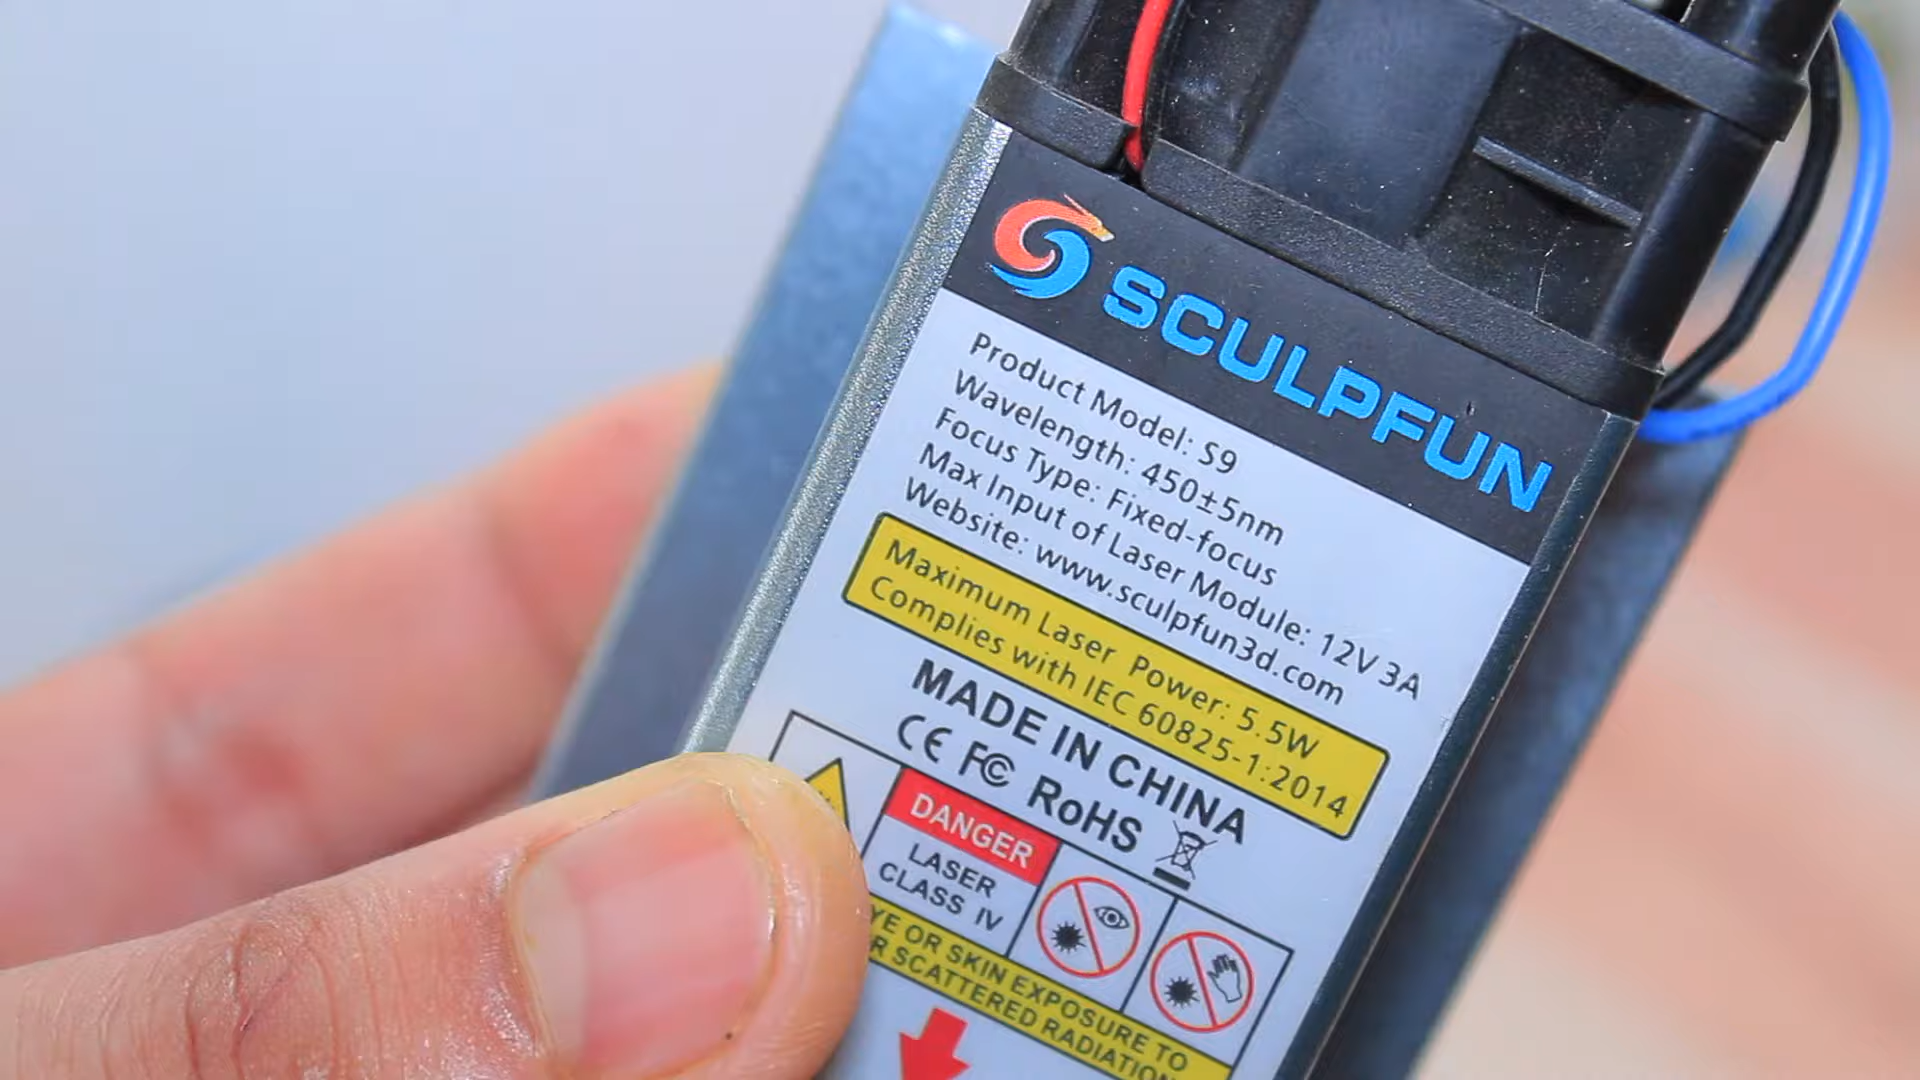 SCULPFUN
Product Model: S9
Wavelength: 450±5nm
Focus Type: Fixed-focus
Max Input of Laser Module: 12V 3A
Website: www.sculpfun3d.com
Maximum Laser Power: 5.5W
Complies with IEC 60825-1:2014
MADE IN CHINA
CE FC RoHS
DANGER
LASER
CLASS IV
YE OR SKIN EXPOSURE TO
R SCATTERED RADIATION